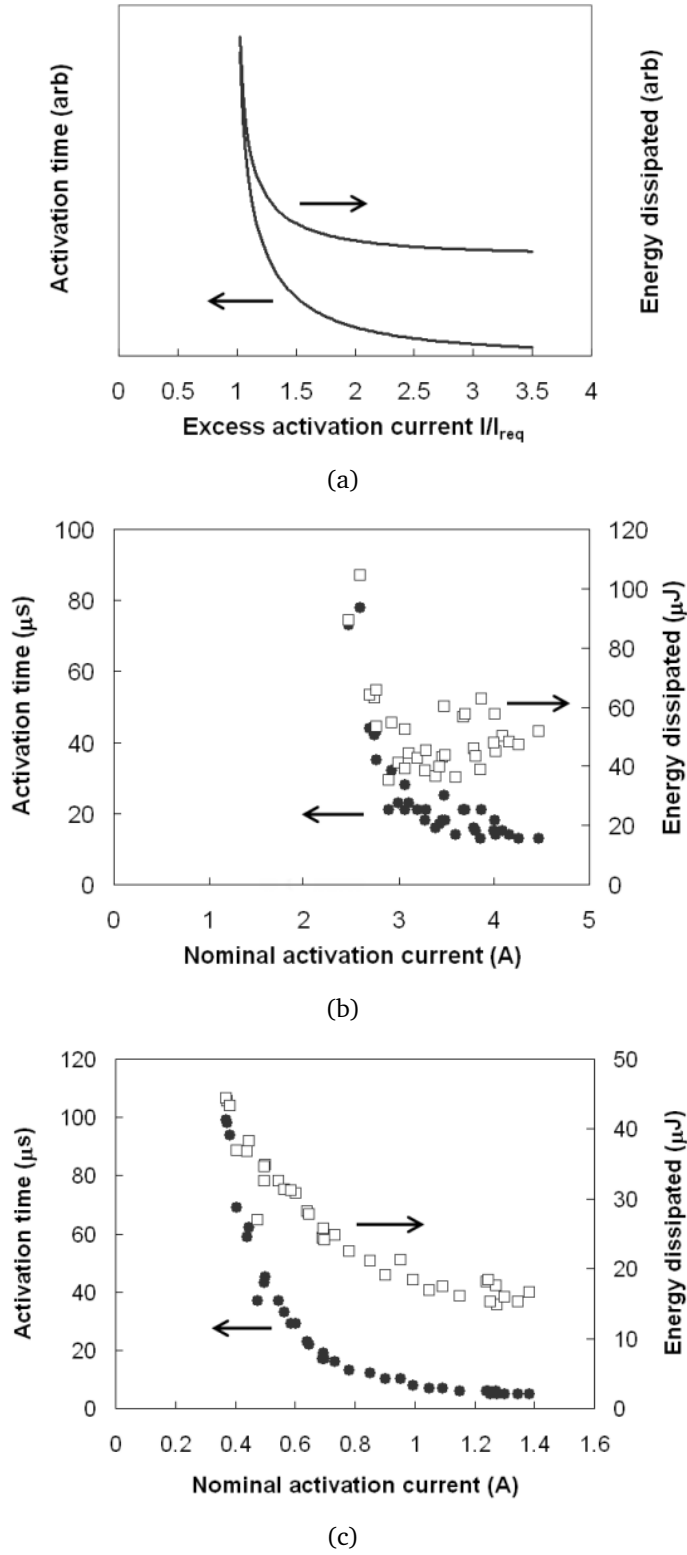 Activation time (arb)
Energy dissipated (arb)
0 0.5 1 1.5 2 2.5 3 3.5 4
Excess activation current I/Ireq
(a)
100
80
60
40
20
0
Activation time (μs)
120
100
80
60
40
20
0
Energy dissipated (μJ)
0 1 2 3 4 5
Nominal activation current (A)
(b)
120
100
80
60
40
20
0
Activation time (μs)
50
40
30
20
10
0
Energy dissipated (μJ)
0 0.2 0.4 0.6 0.8 1 1.2 1.4 1.6
Nominal activation current (A)
(c)